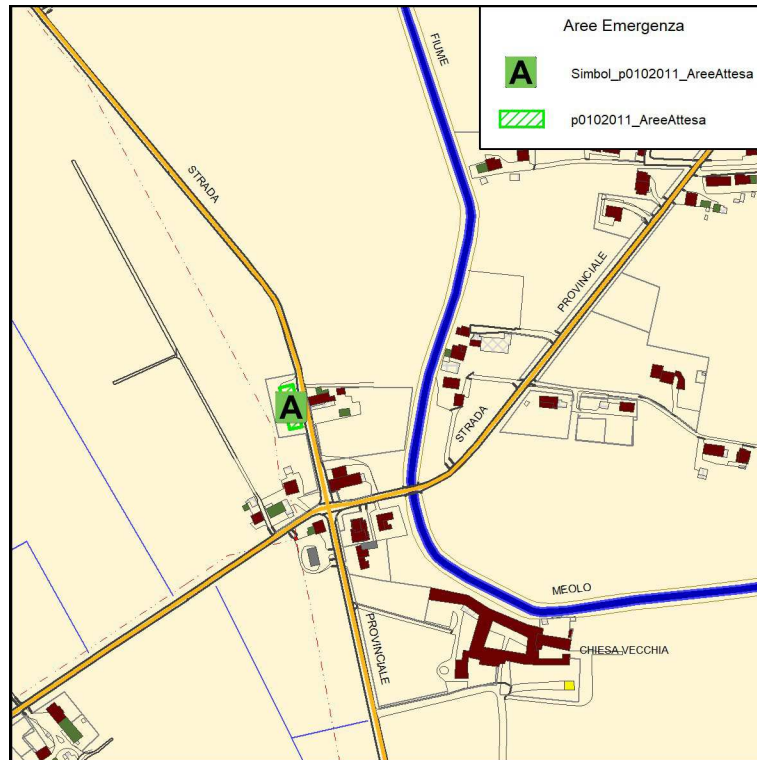 Aree Emergenza
A Simbol_p0102011_AreeAttesa
p0102011_AreeAttesa
FIUME
STRADA
PROVINCIALE
A
STRADA
MEOLO
PROVINCIALE
CHIESA VECCHIA